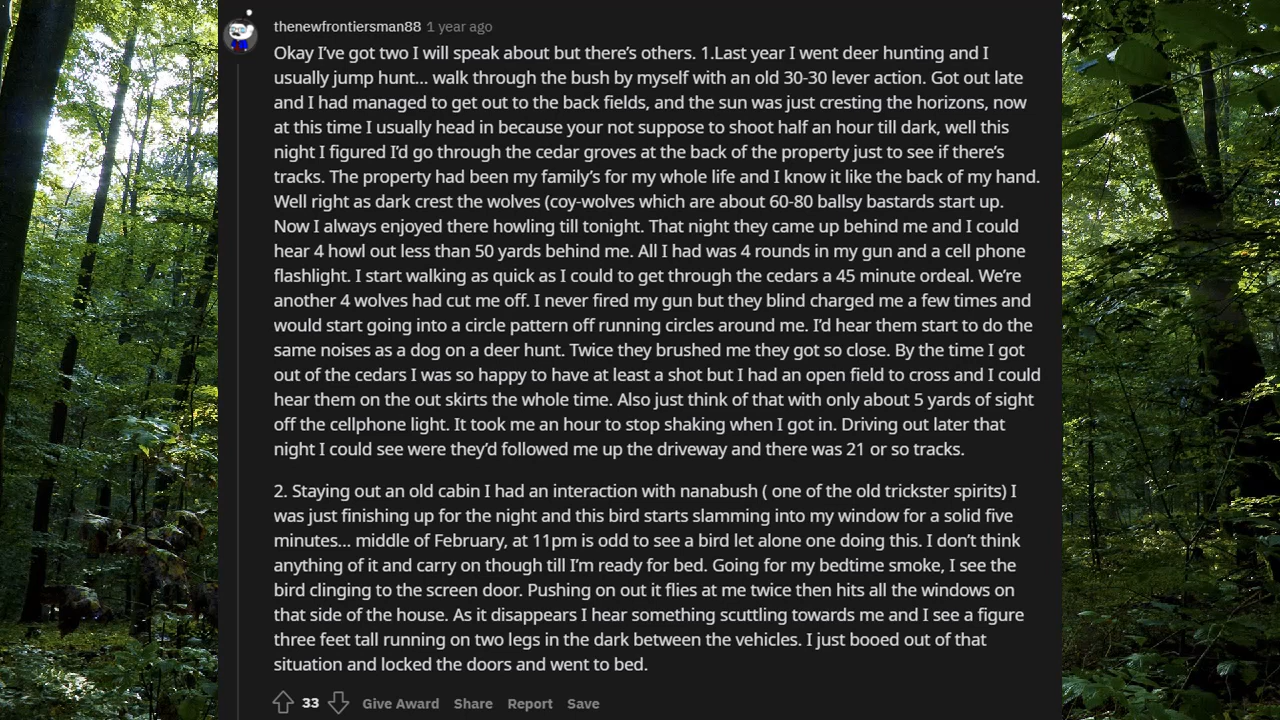 thenewfrontiersman88 1 year ago
Okay I've got two I will speak about but there's others. 1.Last year I went deer hunting and I
usually jump hunt... walk through the bush by myself with an old 30-30 lever action. Got out late
and I had managed to get out to the back fields, and the sun was just cresting the horizons, now
at this time I usually head in because your not suppose to shoot half an hour till dark, well this
night I figured I'd go through the cedar groves at the back of the property just to see if there's
tracks. The property had been my family's for my whole life and I know it like the back of my hand.
Well right as dark crest the wolves (coy-wolves which are about 60-80 ballsy bastards start up.
Now I always enjoyed there howling till tonight. That night they came up behind me and I could
hear 4 howl out less than 50 yards behind me. All I had was 4 rounds in my gun and a cell phone
flashlight. I start walking as quick as I could to get through the cedars a 45 minute ordeal. We're
another 4 wolves had cut me off. I never fired my gun but they blind charged me a few times and
would start going into a circle pattern off running circles around me. I'd hear them start to do the
same noises as a dog on a deer hunt. Twice they brushed me they got so close. By the time I got
out of the cedars I was so happy to have at least a shot but I had an open field to cross and I could
hear them on the out skirts the whole time. Also just think of that with only about 5 yards of sight
off the cellphone light. It took me an hour to stop shaking when I got in. Driving out later that
night I could see were they'd followed me up the driveway and there was 21 or so tracks.
2. Staying out an old cabin I had an interaction with nanabush ( one of the old trickster spirits) I
was just finishing up for the night and this bird starts slamming into my window for a solid five
minutes... middle of February, at 11pm is odd to see a bird let alone one doing this. I don't think
anything of it and carry on though till I'm ready for bed. Going for my bedtime smoke, I see the
bird clinging to the screen door. Pushing on out it flies at me twice then hits all the windows on
that side of the house. As it disappears I hear something scuttling towards me and I see a figure
three feet tall running on two legs in the dark between the vehicles. I just booed out of that
situation and locked the doors and went to bed.
33 Give Award Share Report Save